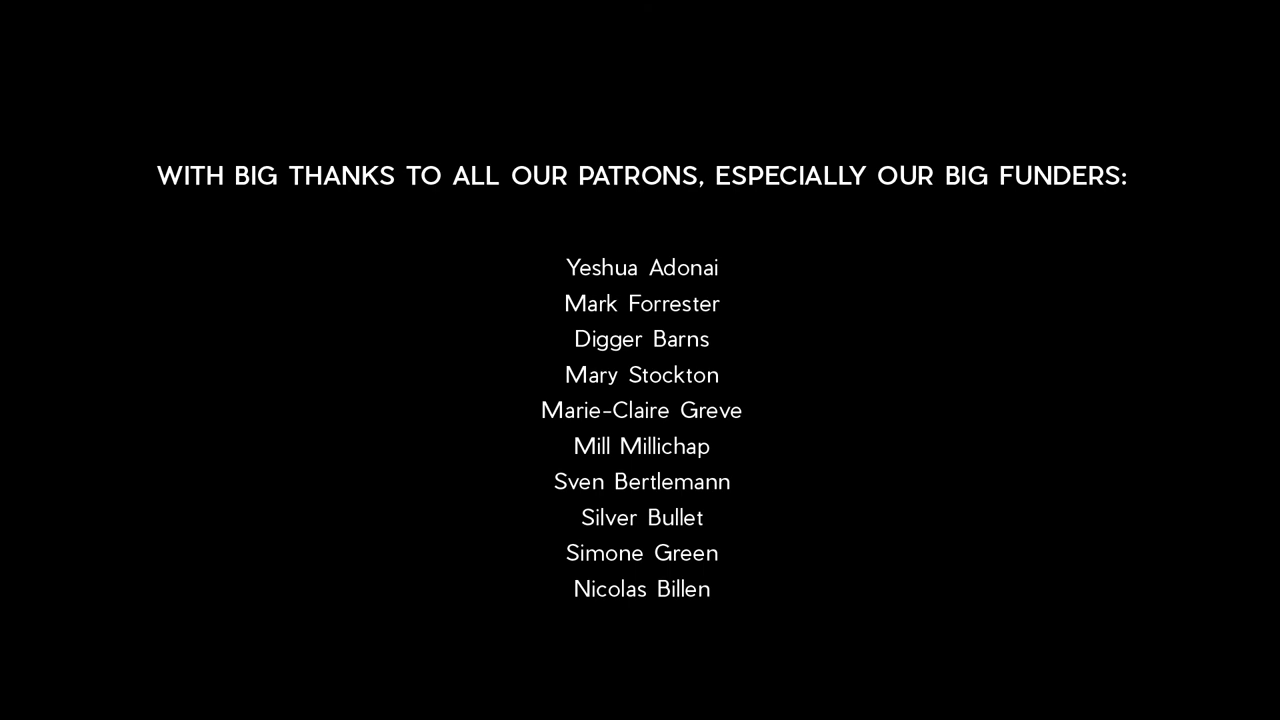 WITH BIG THANKS TO ALL OUR PATRONS, ESPECIALLY OUR BIG FUNDERS:
Yeshua Adonai
Mark Forrester
Digger Barns
Mary Stockton
Marie-Claire Greve
Mill Millichap
Sven Bertlemann
Silver Bullet
Simone Green
Nicolas Billen